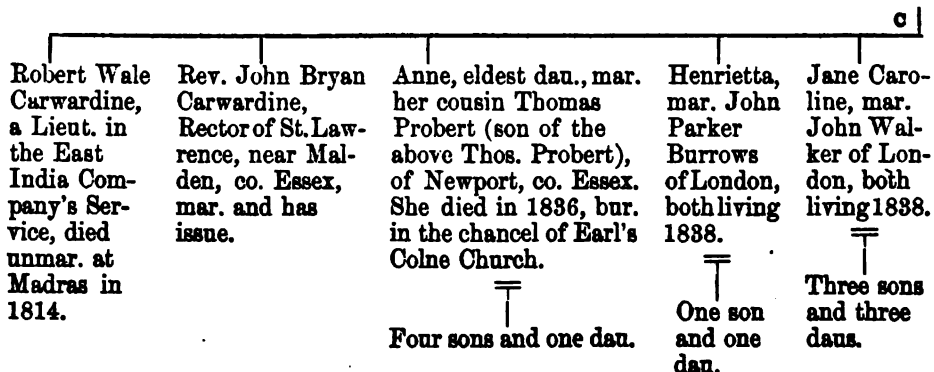 c
Robert Wale
Carwardine,
a Lieut. in
the East
India Com-
pany's Ser-
vice, died
unmar. at
Madras in
1814.
Rev. John Bryan
Carwardine,
Rector of St. Law-
rence, near Mal-
den, co. Essex,
mar. and has
issue.
Anne, eldest dau., mar.
her cousin Thomas
Probert (son of the
above Thos. Probert),
of Newport, co. Essex.
She died in 1836, bur.
in the chancel of Earl's
Colne Church.
Four sons and one dau.
Henrietta,
mar. John
Parker
Burrows
of London,
both living
1838.
One son
and one
dau.
Jane Caro-
line, mar.
John Wal-
ker of Lon-
don, both
living 1838.
Three sons
and three
daus.